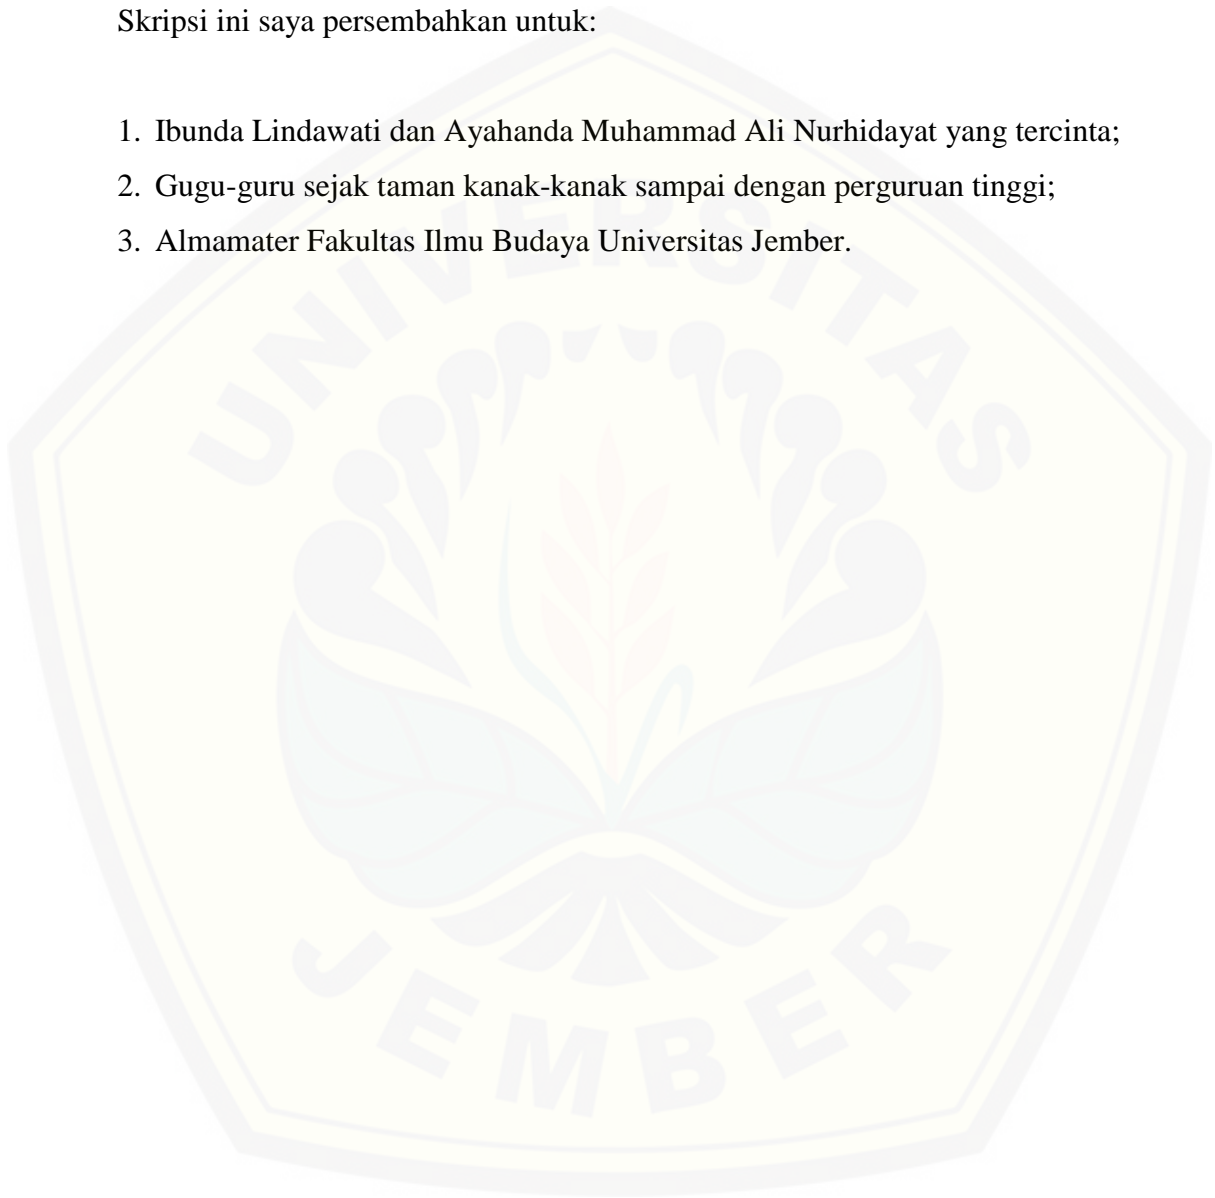 Skripsi ini saya persembahkan untuk:
1. Ibunda Lindawati dan Ayahanda Muhammad Ali Nurhidayat yang tercinta;
2. Gugu-guru sejak taman kanak-kanak sampai dengan perguruan tinggi;
3. Almamater Fakultas Ilmu Budaya Universitas Jember.
UNIVERSITAS
JEMBER